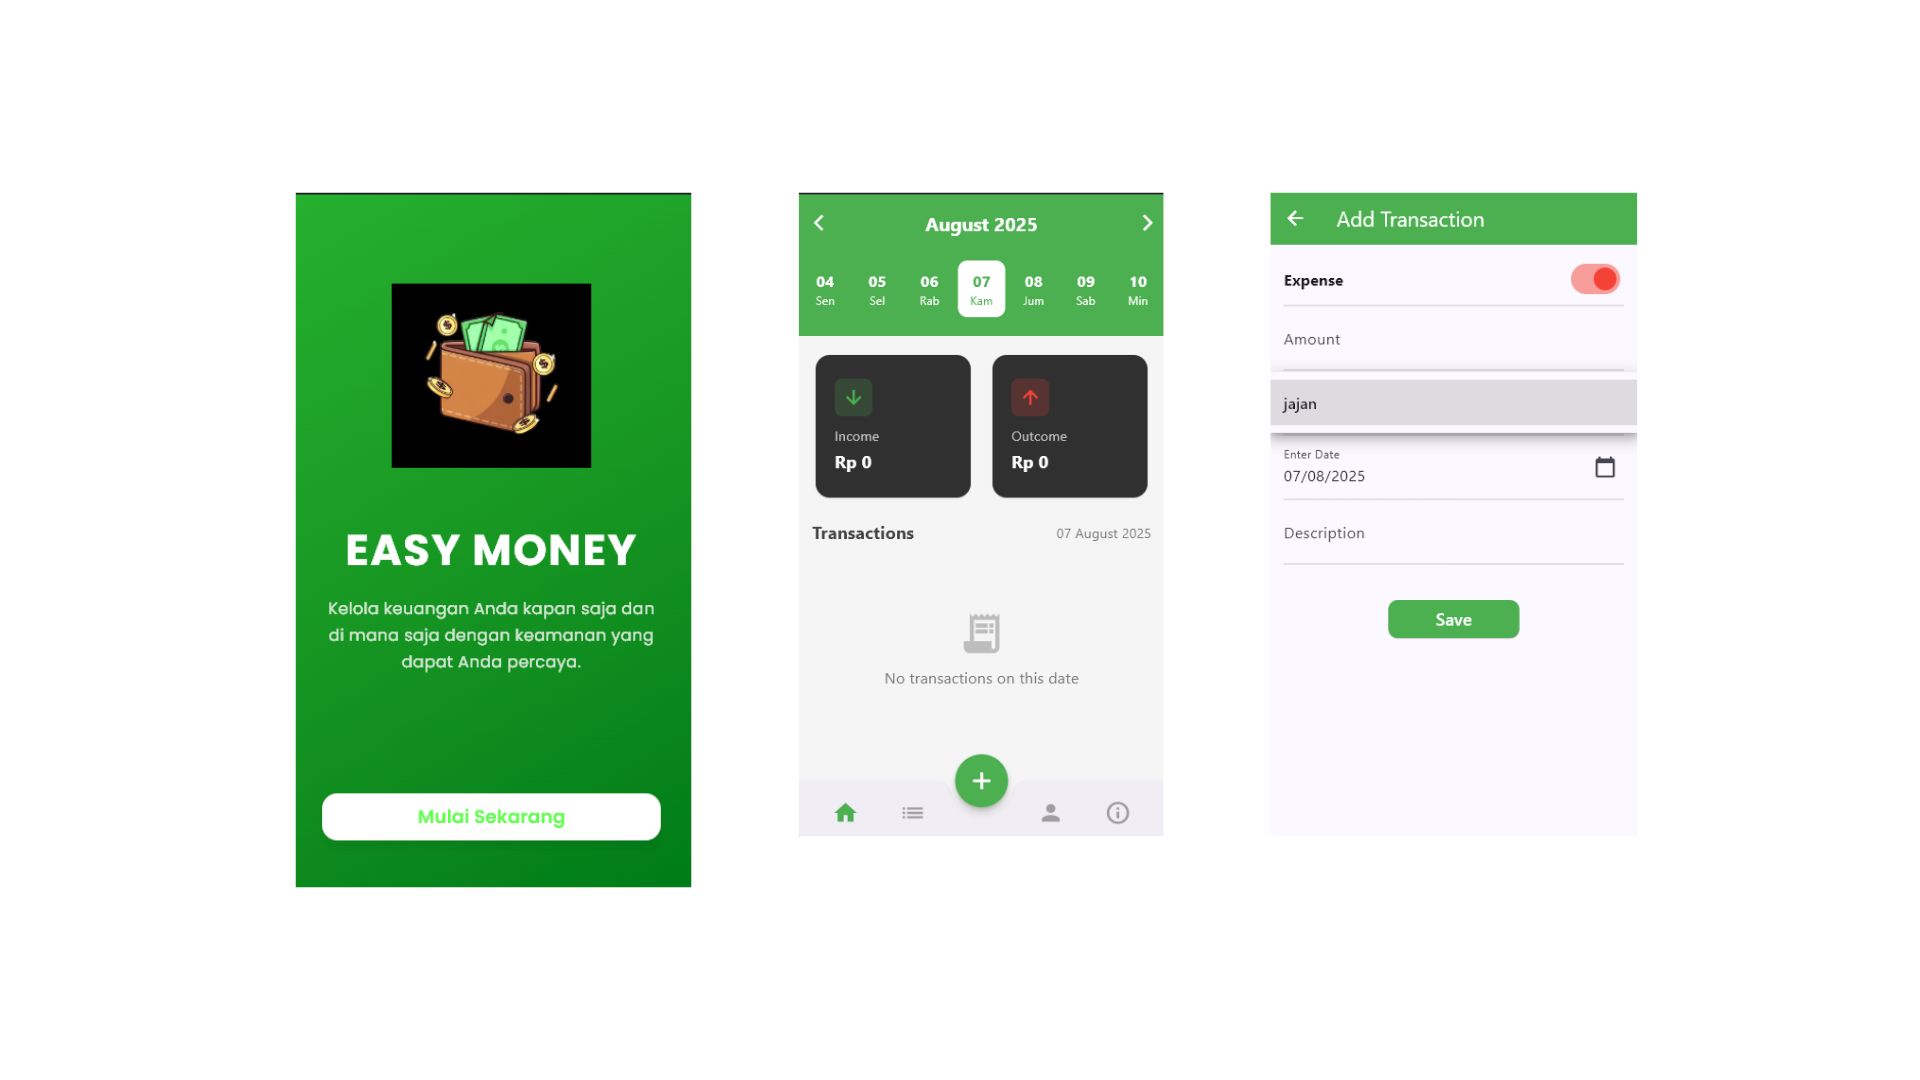 EASY MONEY
Kelola keuangan Anda kapan saja dan
di mana saja dengan keamanan yang
dapat Anda percaya.
Mulai Sekarang
August 2025
04 05 06 07 08 09 10
Sen Sel Rab Kam Jum Sab Min
Income
Rp 0
Outcome
Rp 0
Transactions 07 August 2025
No transactions on this date
Add Transaction
Expense
Amount
jajan
Enter Date
07/08/2025
Description
Save